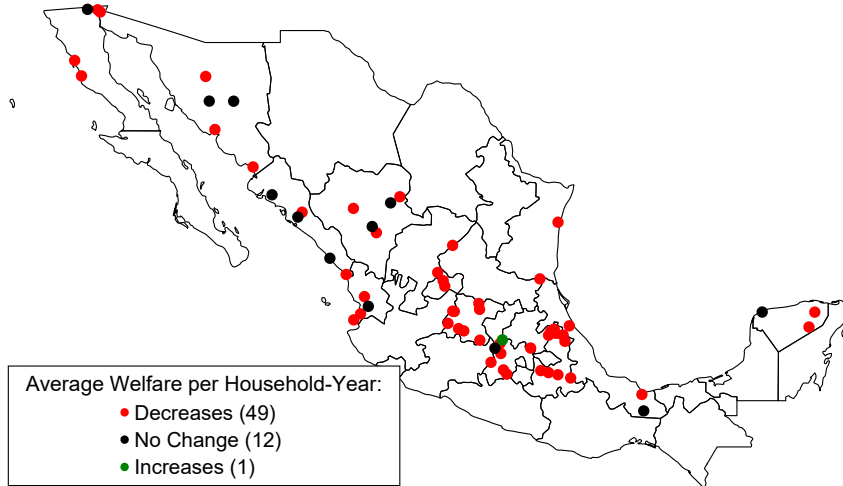 Average Welfare per Household-Year:
Decreases (49)
No Change (12)
Increases (1)